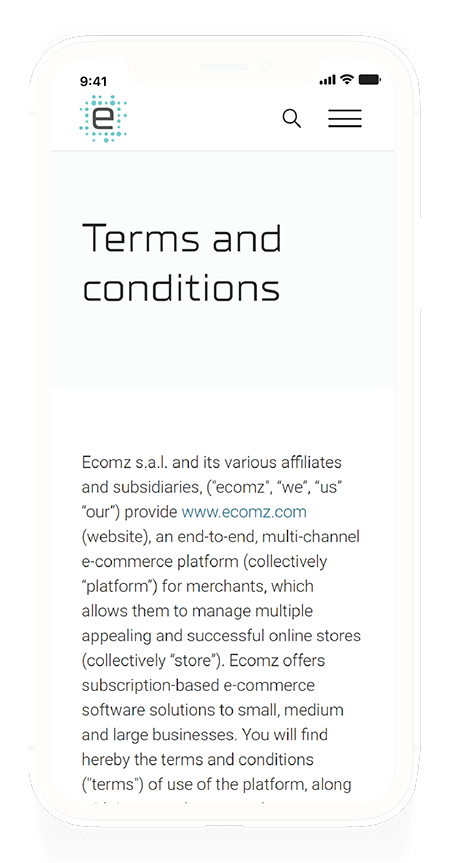 9:41
e
Terms and
conditions
Ecomz s.a.l. and its various affiliates
and subsidiaries, ("ecomz", “we”, “us”
“our”) provide www.ecomz.com
(website), an end-to-end, multi-channel
e-commerce platform (collectively
“platform”) for merchants, which
allows them to manage multiple
appealing and successful online stores
(collectively “store”). Ecomz offers
subscription-based e-commerce
software solutions to small, medium
and large businesses. You will find
hereby the terms and conditions
("terms") of use of the platform, along